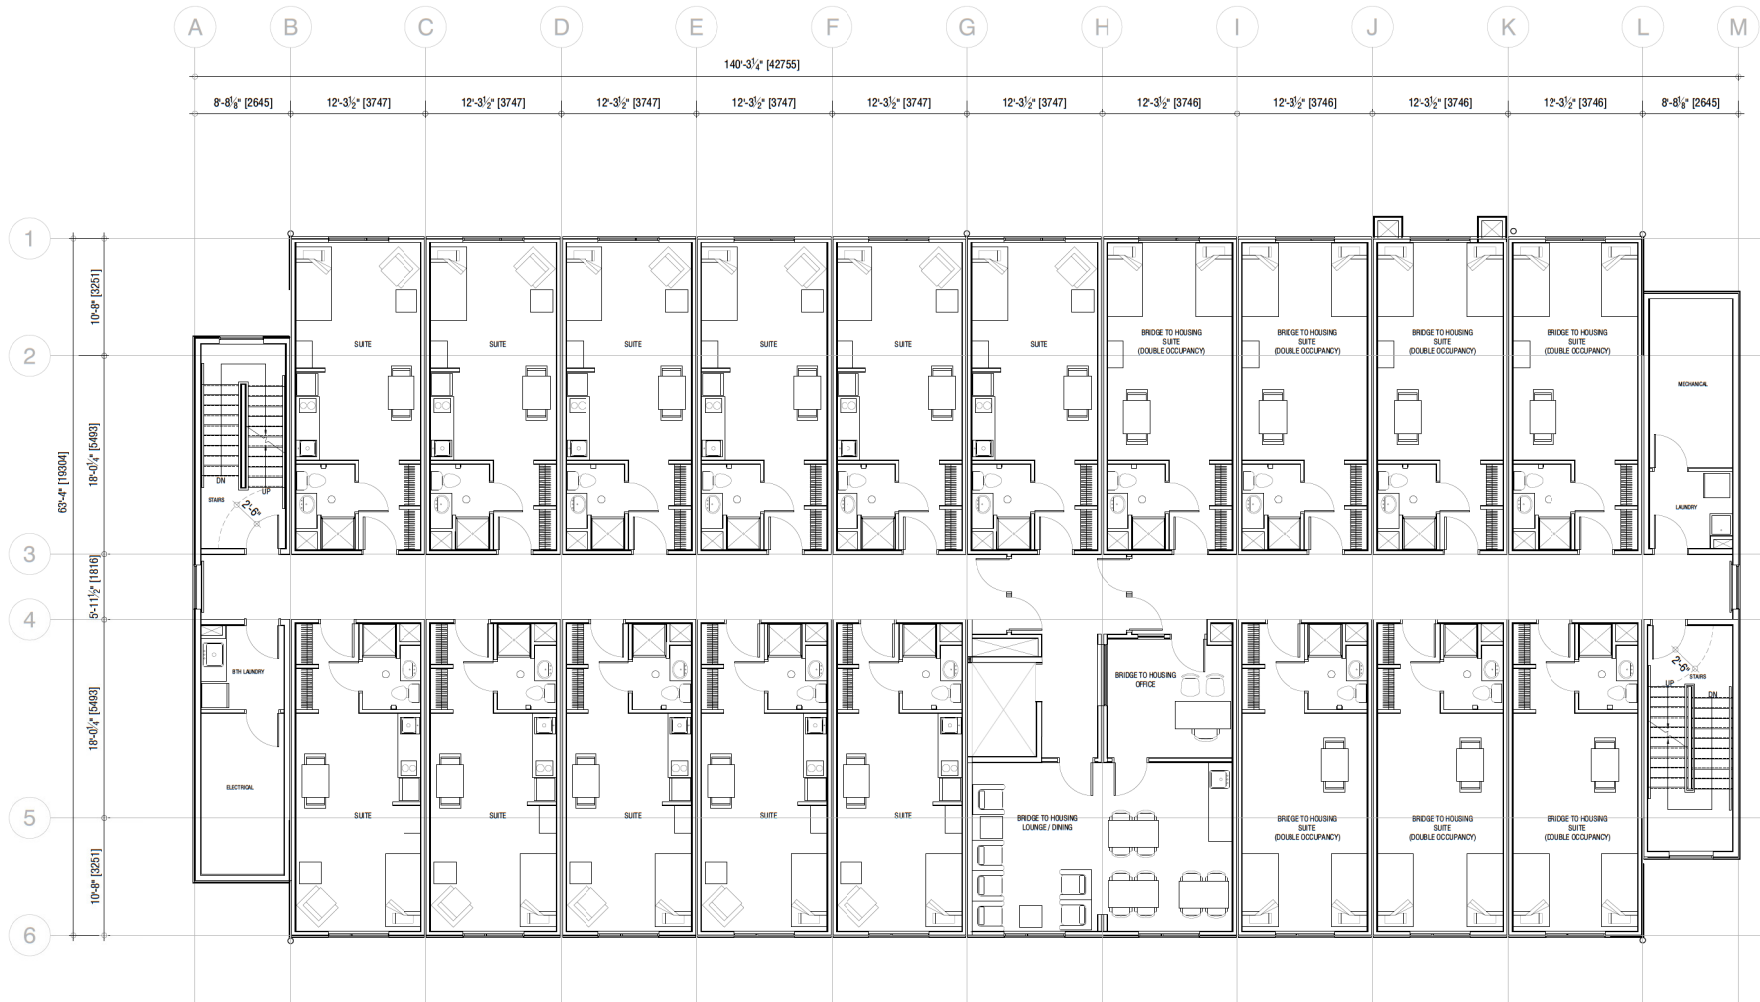 A B C D E F G H I J K L M
140'-3¼" [42755]
8'-8⅛" [2645] 12'-3½" [3747] 12'-3½" [3747] 12'-3½" [3747] 12'-3½" [3747] 12'-3½" [3747] 12'-3½" [3747] 12'-3½" [3746] 12'-3½" [3746] 12'-3½" [3746] 12'-3½" [3746] 8'-8⅛" [2645]
1
2
3
4
5
6
63'-4" [19304]
10'-8" [3251]
18'-0¼" [5493]
5'-11½" [1816]
18'-0¼" [5493]
10'-8" [3251]
SUITE
SUITE
SUITE
SUITE
SUITE
SUITE
BRIDGE TO HOUSING
SUITE
(DOUBLE OCCUPANCY)
BRIDGE TO HOUSING
SUITE
(DOUBLE OCCUPANCY)
BRIDGE TO HOUSING
SUITE
(DOUBLE OCCUPANCY)
BRIDGE TO HOUSING
SUITE
(DOUBLE OCCUPANCY)
MECHANICAL
DN
UP
STAIRS
2'-6"
LAUNDRY
BTH LAUNDRY
ELECTRICAL
BRIDGE TO HOUSING
OFFICE
2'-6"
STAIRS
UP
DN
SUITE
SUITE
SUITE
SUITE
SUITE
BRIDGE TO HOUSING
LOUNGE / DINING
BRIDGE TO HOUSING
SUITE
(DOUBLE OCCUPANCY)
BRIDGE TO HOUSING
SUITE
(DOUBLE OCCUPANCY)
BRIDGE TO HOUSING
SUITE
(DOUBLE OCCUPANCY)